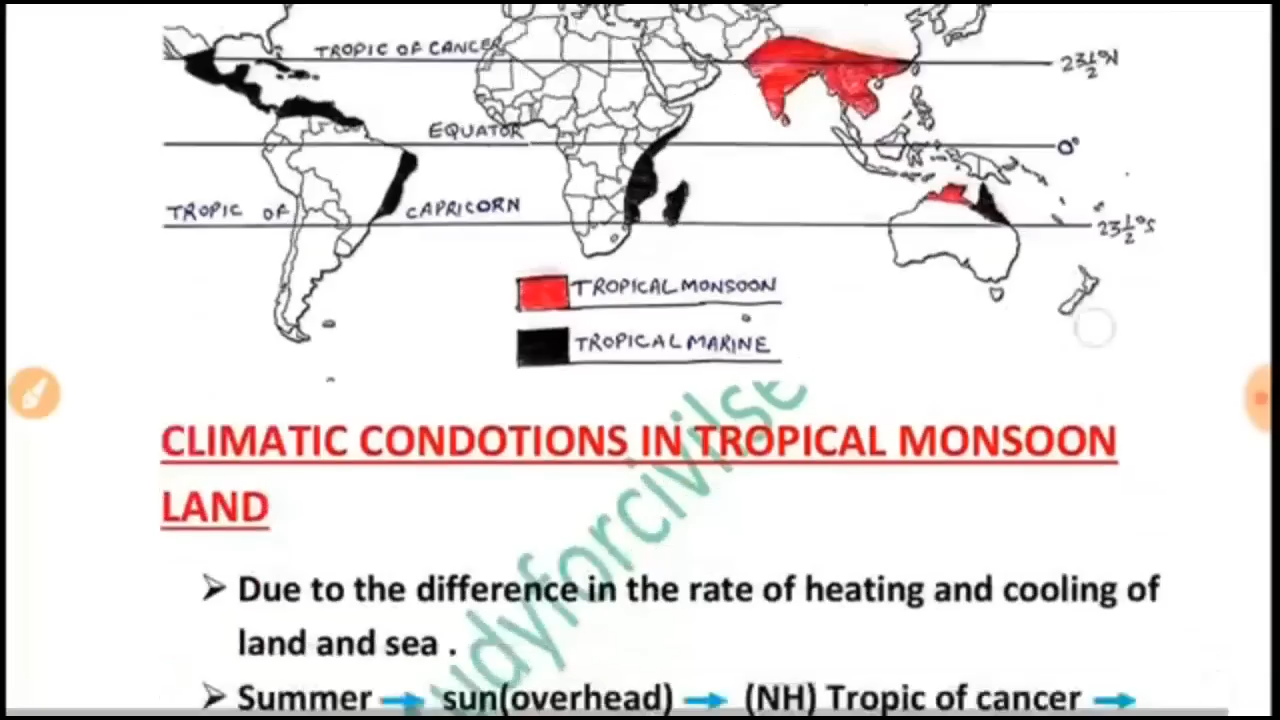 TROPIC OF CANCER
23½°N
EQUATOR
0°
TROPIC OF CAPRICORN
23½°S
TROPICAL MONSOON
TROPICAL MARINE
CLIMATIC CONDOTIONS IN TROPICAL MONSOON
LAND
➢ Due to the difference in the rate of heating and cooling of
land and sea .
➢ Summer → sun(overhead) → (NH) Tropic of cancer →
udyforcivilse